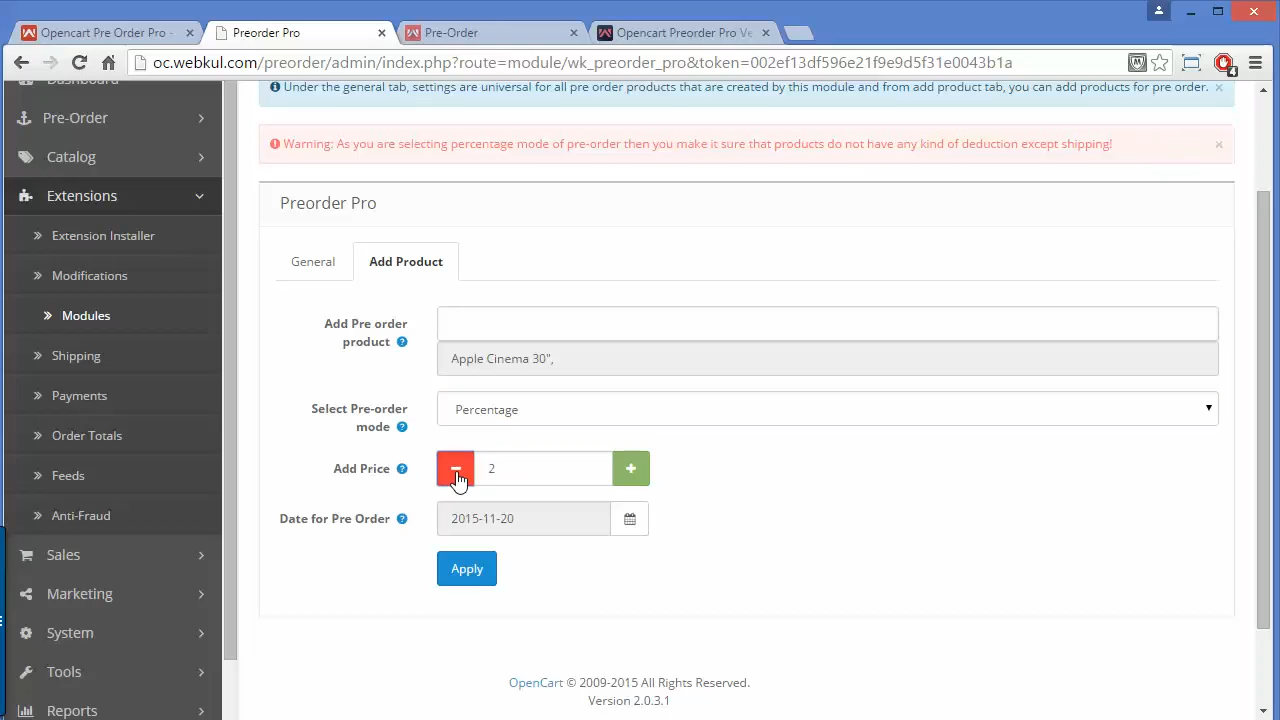 Opencart Pre Order Pro -
Preorder Pro
Pre-Order
Opencart Preorder Pro Ve
oc.webkul.com/preorder/admin/index.php?route=module/wk_preorder_pro&token=002ef13df596e21f9e9d5f31e0043b1a
4
Dashboard
Pre-Order
Catalog
Extensions
Extension Installer
Modifications
Modules
Shipping
Payments
Order Totals
Feeds
Anti-Fraud
Sales
Marketing
System
Tools
Reports
Under the general tab, settings are universal for all pre order products that are created by this module and from add product tab, you can add products for pre order.
Warning: As you are selecting percentage mode of pre-order then you make it sure that products do not have any kind of deduction except shipping!
Preorder Pro
General
Add Product
Add Pre order
product
Apple Cinema 30",
Select Pre-order
mode
Percentage
Add Price
2
Date for Pre Order
2015-11-20
Apply
OpenCart © 2009-2015 All Rights Reserved.
Version 2.0.3.1